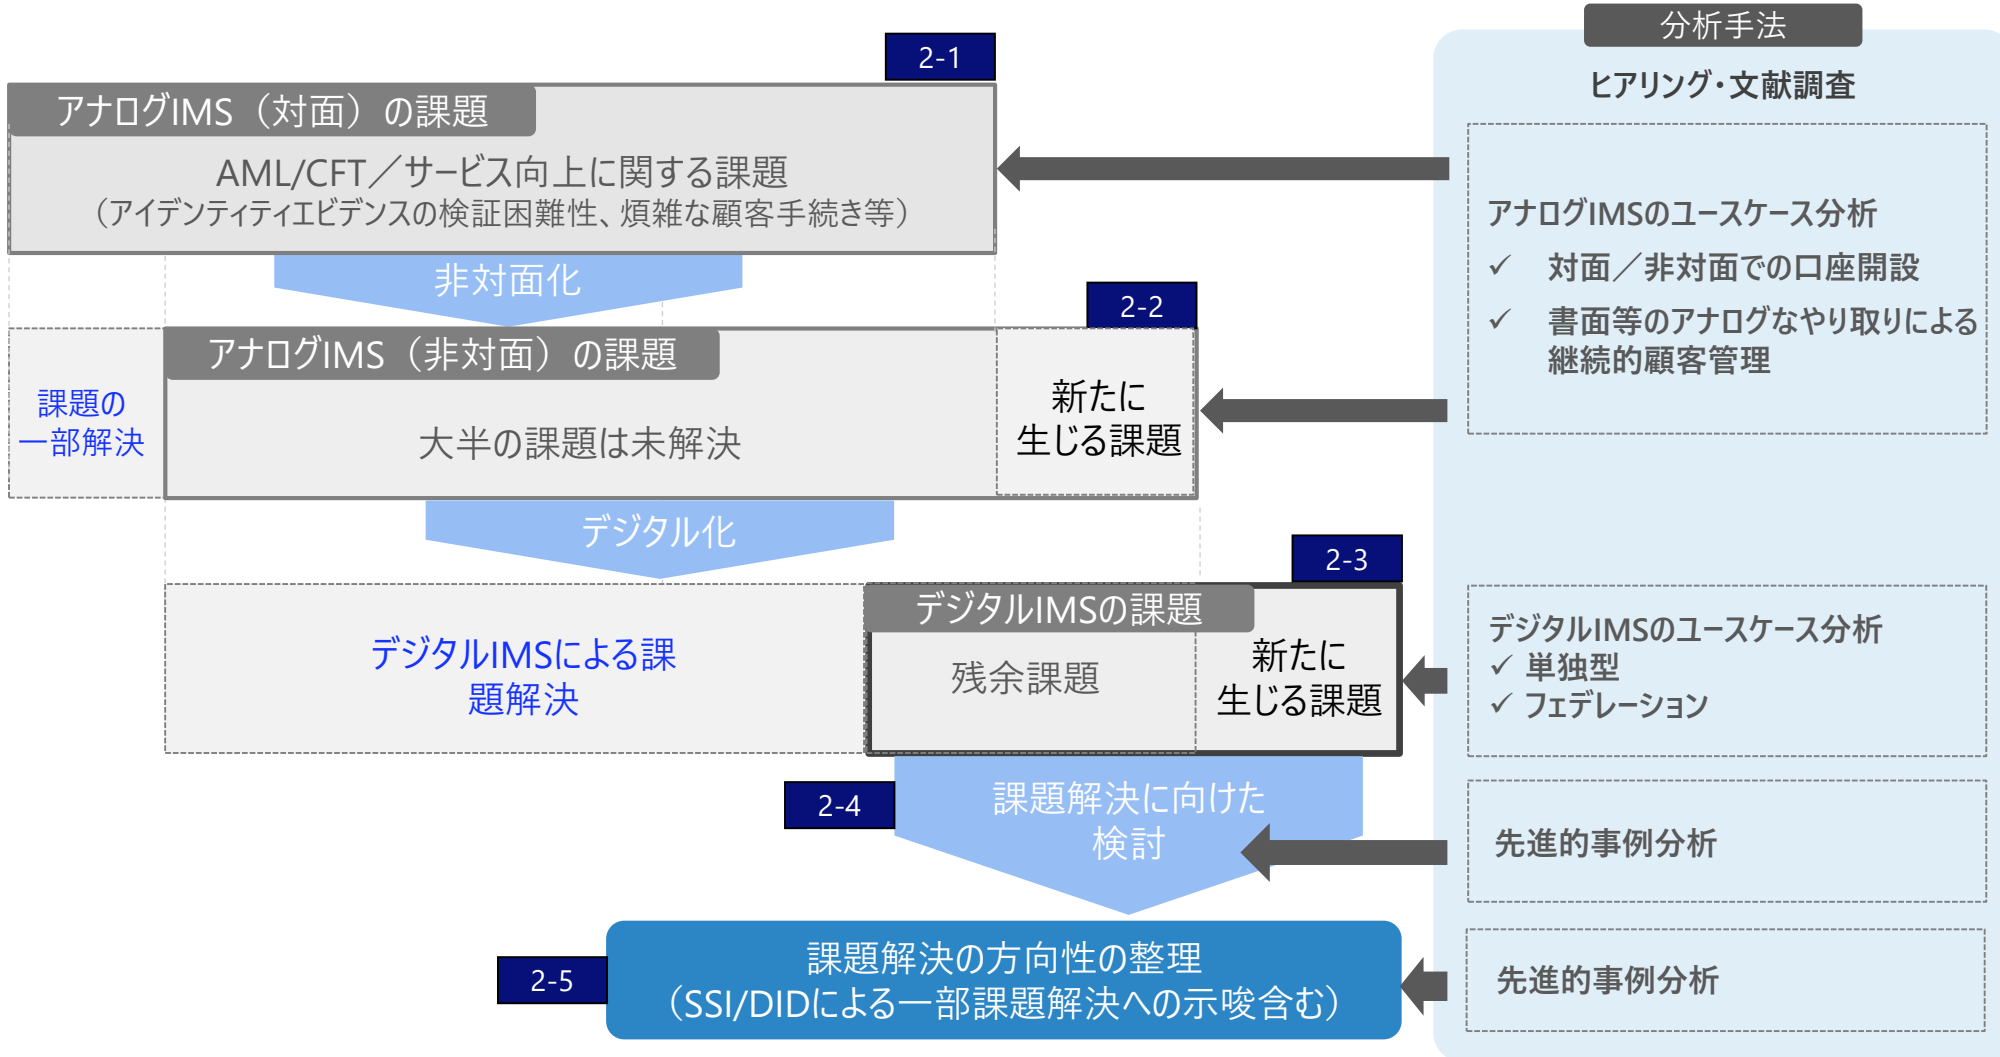 2-1
アナログIMS（対面）の課題
AML/CFT／サービス向上に関する課題
（アイデンティティエビデンスの検証困難性、煩雑な顧客手続き等）
非対面化
2-2
アナログIMS（非対面）の課題
課題の
一部解決
大半の課題は未解決
新たに
生じる課題
デジタル化
2-3
デジタルIMSの課題
デジタルIMSによる課
題解決
残余課題
新たに
生じる課題
2-4
課題解決に向けた
検討
2-5
課題解決の方向性の整理
（SSI/DIDによる一部課題解決への示唆含む）
分析手法
ヒアリング・文献調査
アナログIMSのユースケース分析
✓ 対面／非対面での口座開設
✓ 書面等のアナログなやり取りによる
継続的顧客管理
デジタルIMSのユースケース分析
✓ 単独型
✓ フェデレーション
先進的事例分析
先進的事例分析